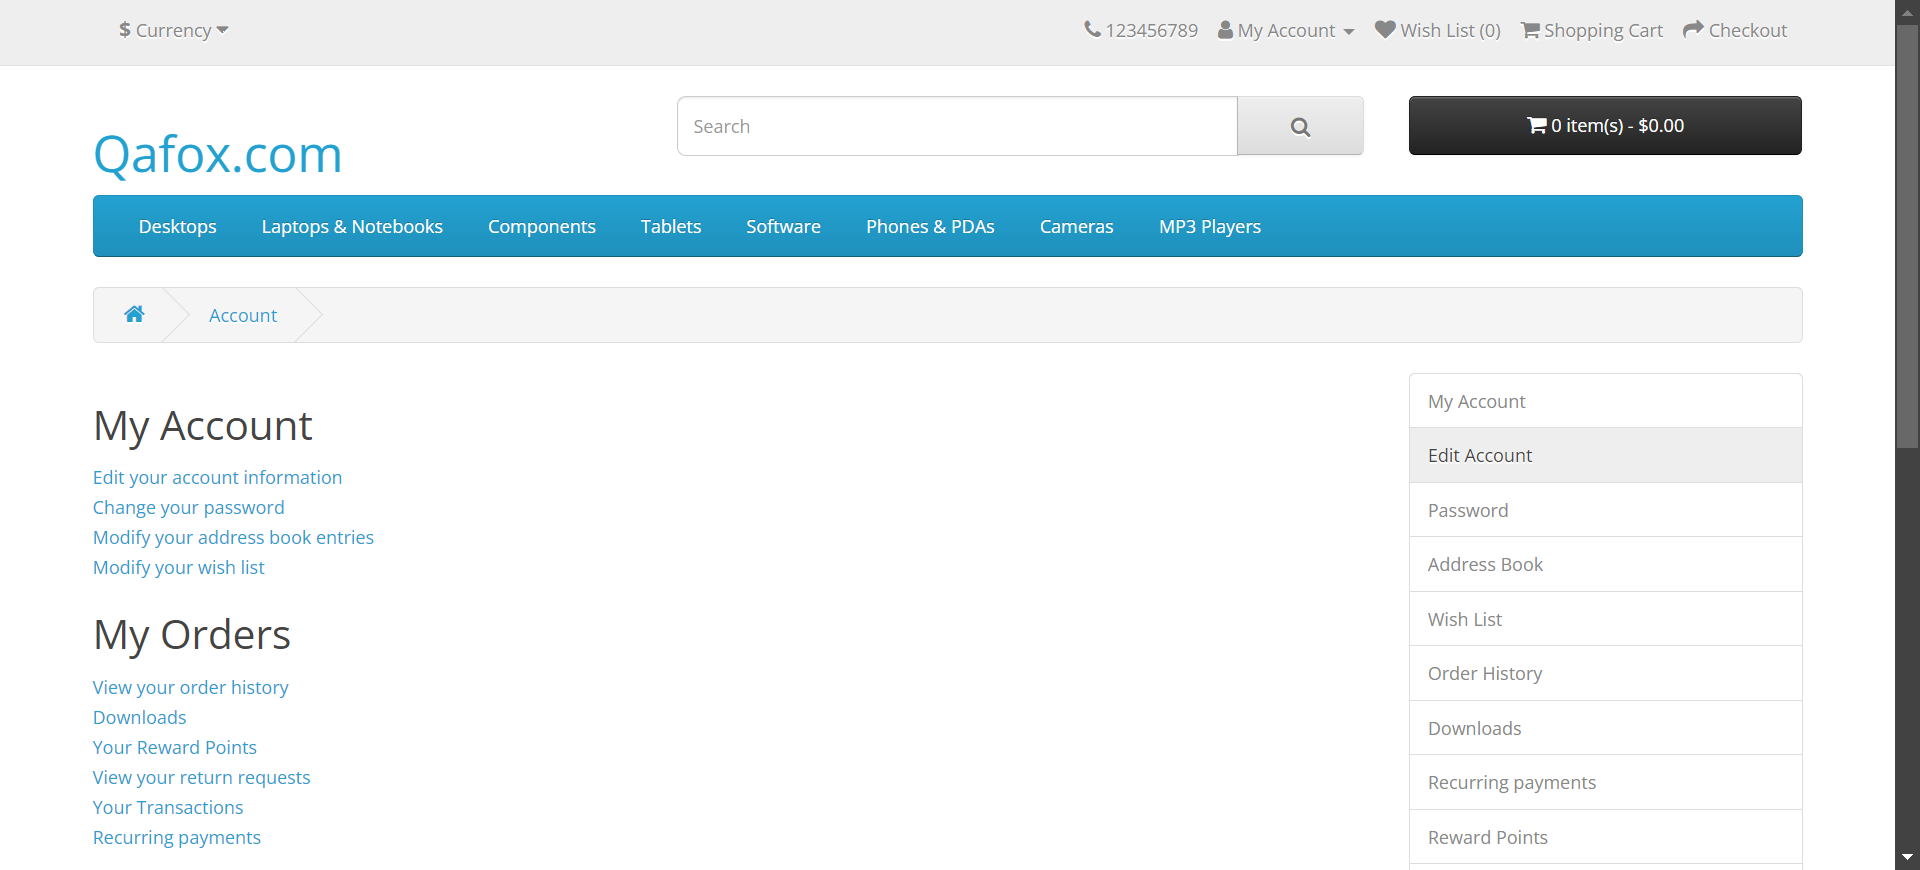 $ Currency
123456789 My Account Wish List (0) Shopping Cart Checkout
Qafox.com
Search
0 item(s) - $0.00
Desktops Laptops & Notebooks Components Tablets Software Phones & PDAs Cameras MP3 Players
Account
My Account
Edit your account information
Change your password
Modify your address book entries
Modify your wish list
My Orders
View your order history
Downloads
Your Reward Points
View your return requests
Your Transactions
Recurring payments
My Account
Edit Account
Password
Address Book
Wish List
Order History
Downloads
Recurring payments
Reward Points